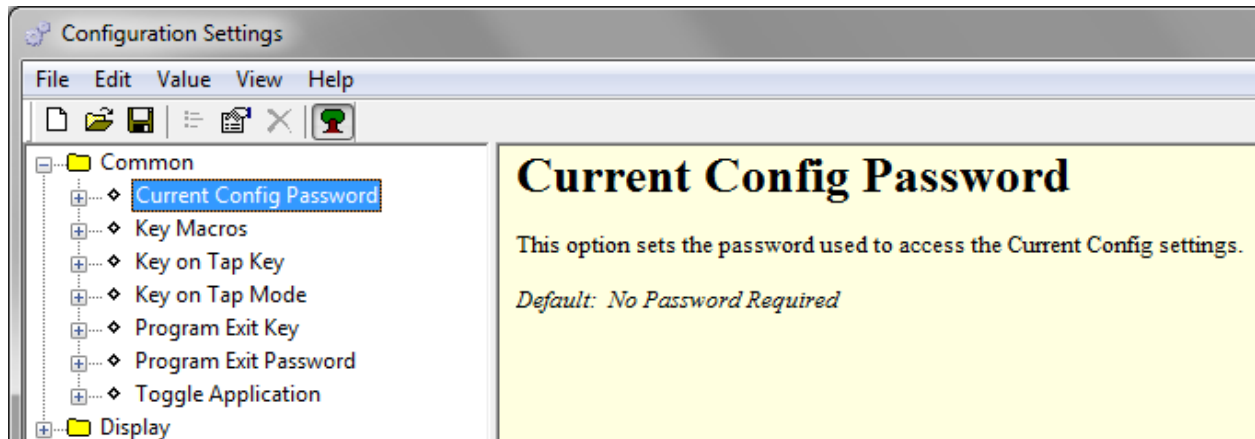 Configuration Settings
File Edit Value View Help
Common
Current Config Password
Key Macros
Key on Tap Key
Key on Tap Mode
Program Exit Key
Program Exit Password
Toggle Application
Display
Current Config Password
This option sets the password used to access the Current Config settings.
Default: No Password Required